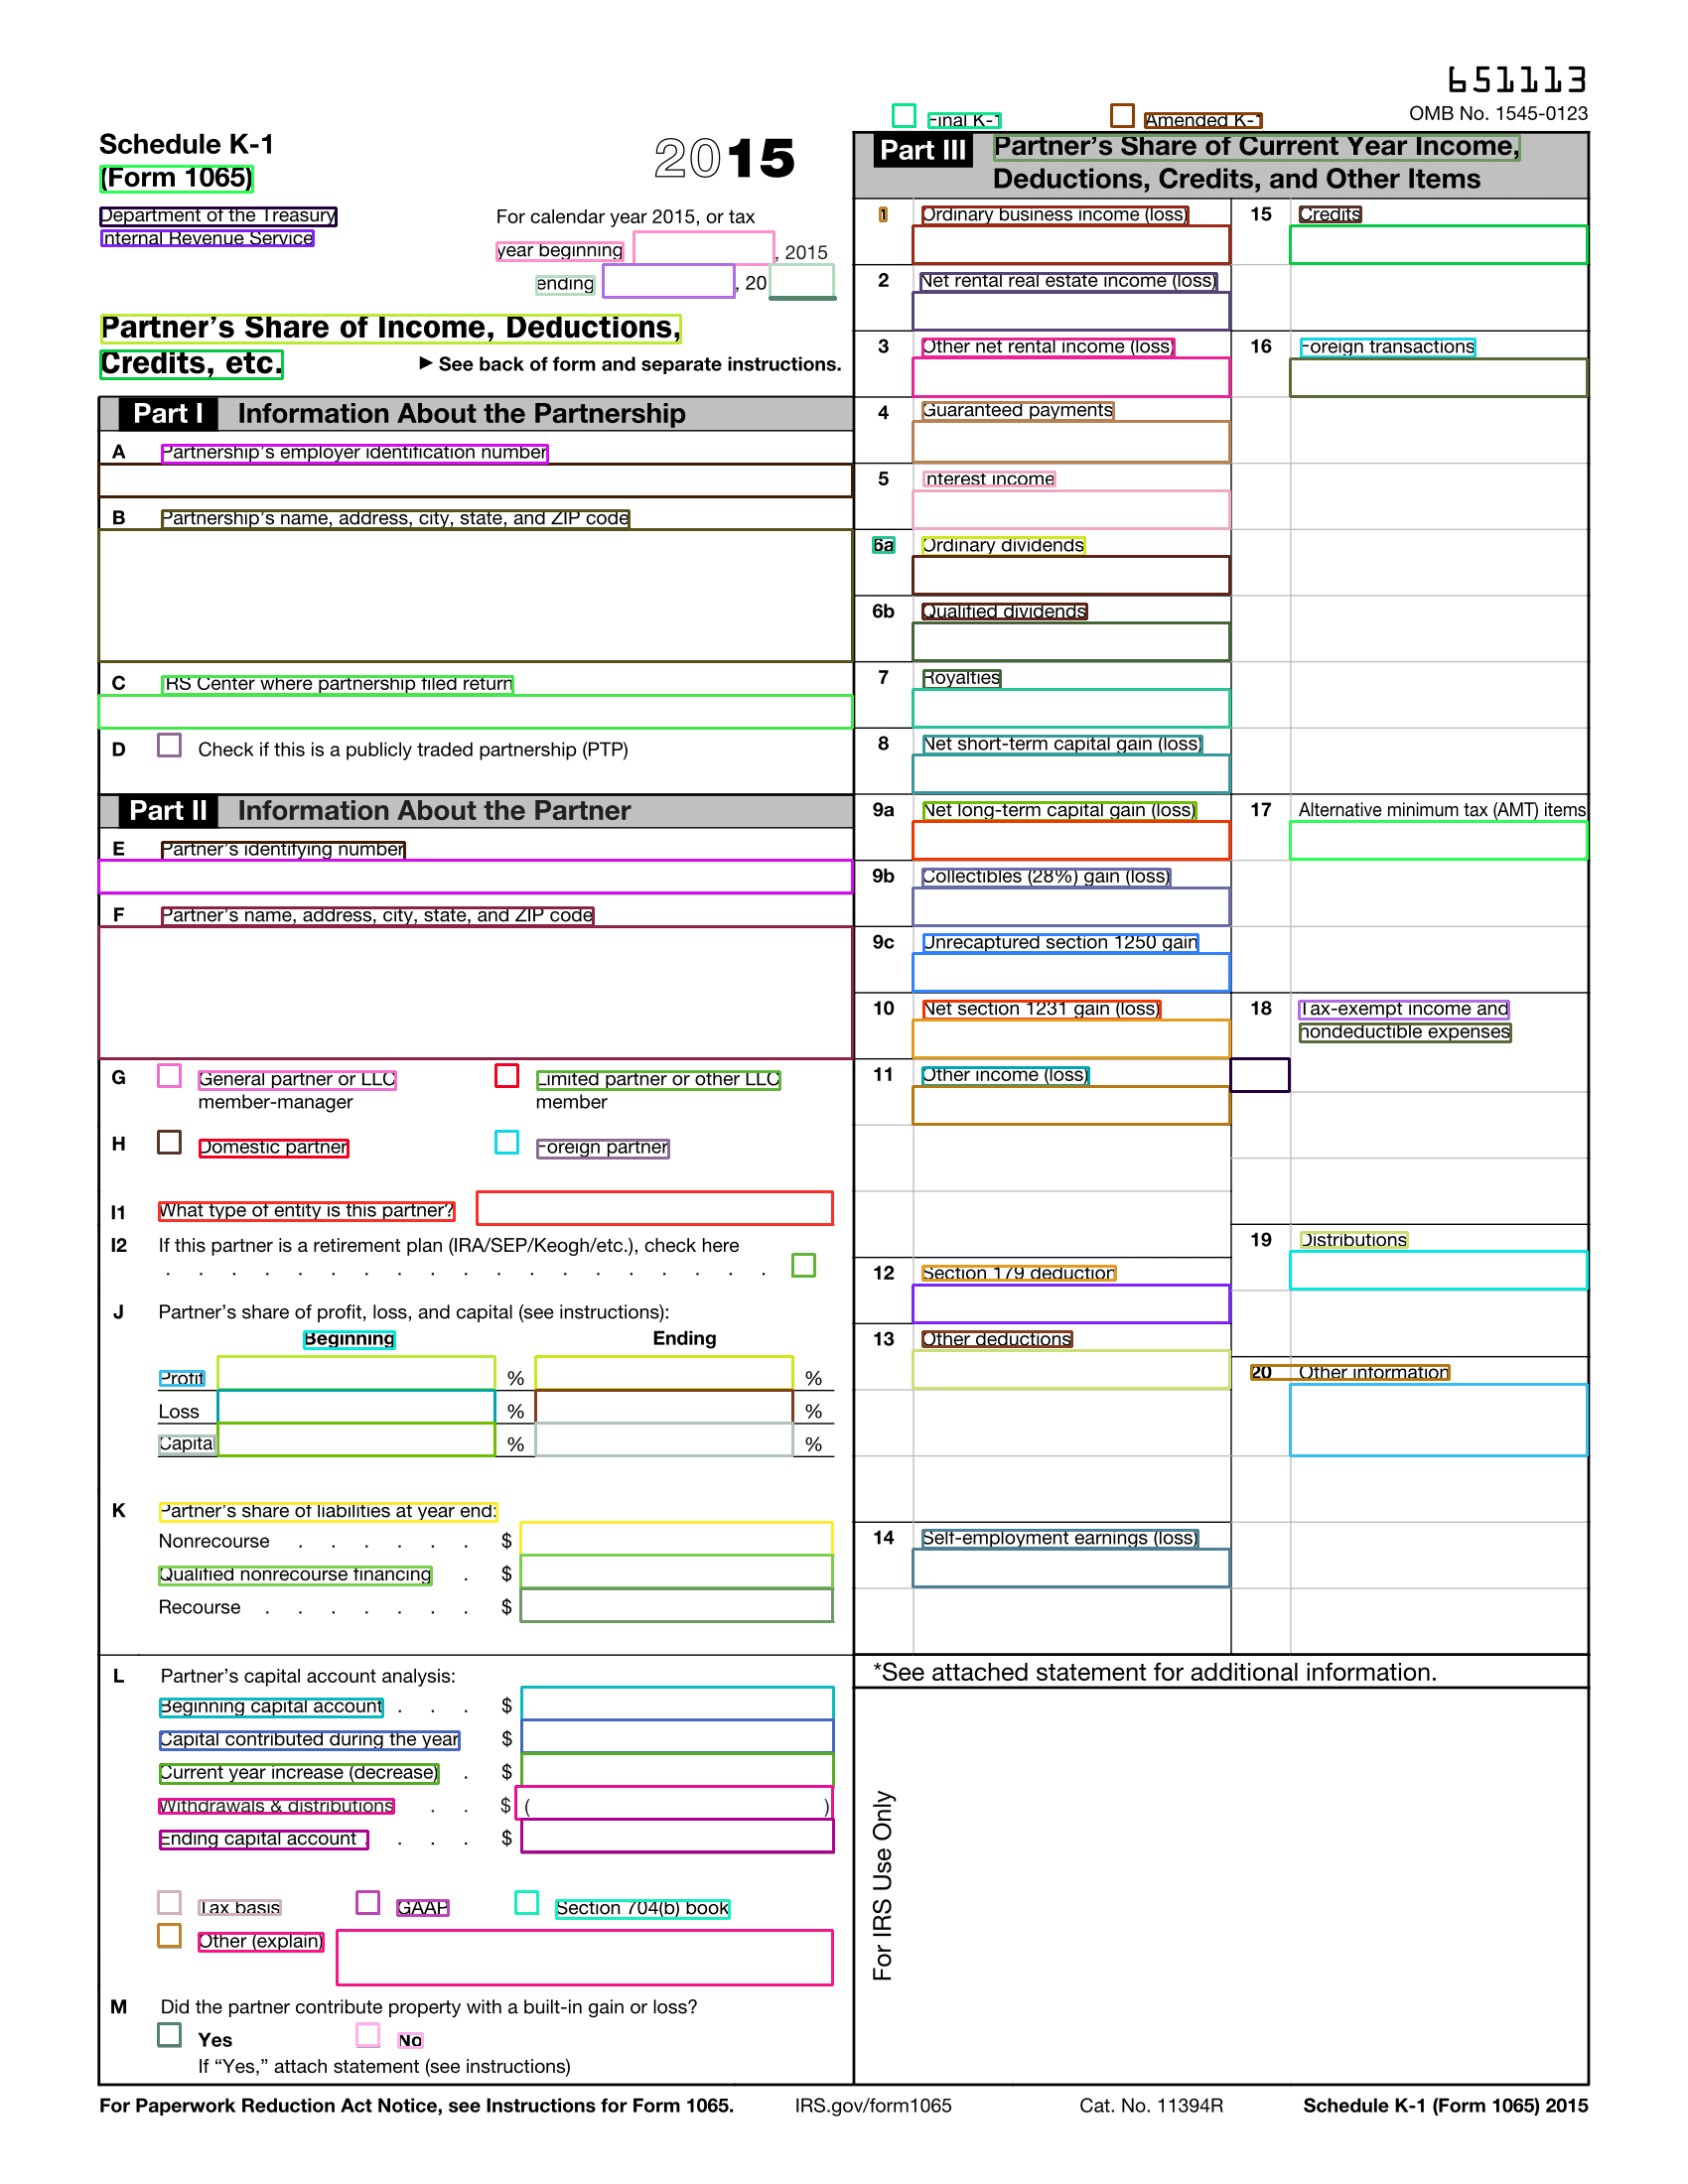 651113
Final K-1
Amended K-1
OMB No. 1545-0123
Schedule K-1
(Form 1065)
2015
Department of the Treasury
Internal Revenue Service
For calendar year 2015, or tax
year beginning , 2015
ending , 20
Partner's Share of Income, Deductions,
Credits, etc.
► See back of form and separate instructions.
Part I Information About the Partnership
A Partnership's employer identification number
B Partnership's name, address, city, state, and ZIP code
C IRS Center where partnership filed return
D Check if this is a publicly traded partnership (PTP)
Part II Information About the Partner
E Partner's identifying number
F Partner's name, address, city, state, and ZIP code
G General partner or LLC
member-manager
Limited partner or other LLC
member
H Domestic partner
Foreign partner
I1 What type of entity is this partner?
I2 If this partner is a retirement plan (IRA/SEP/Keogh/etc.), check here
. . . . . . . . . . . . . . . . . . .
J Partner's share of profit, loss, and capital (see instructions):
Beginning Ending
Profit % %
Loss % %
Capital % %
K Partner's share of liabilities at year end:
Nonrecourse . . . . . . $
Qualified nonrecourse financing . $
Recourse . . . . . . . $
L Partner's capital account analysis:
Beginning capital account . . . $
Capital contributed during the year $
Current year increase (decrease) . $
Withdrawals & distributions . . $ ( )
Ending capital account . . . . $
Tax basis
GAAP
Section 704(b) book
Other (explain)
M Did the partner contribute property with a built-in gain or loss?
Yes
No
If “Yes,” attach statement (see instructions)
Part III Partner's Share of Current Year Income,
Deductions, Credits, and Other Items
1 Ordinary business income (loss)
2 Net rental real estate income (loss)
3 Other net rental income (loss)
4 Guaranteed payments
5 Interest income
6a Ordinary dividends
6b Qualified dividends
7 Royalties
8 Net short-term capital gain (loss)
9a Net long-term capital gain (loss)
9b Collectibles (28%) gain (loss)
9c Unrecaptured section 1250 gain
10 Net section 1231 gain (loss)
11 Other income (loss)
12 Section 179 deduction
13 Other deductions
14 Self-employment earnings (loss)
15 Credits
16 Foreign transactions
17 Alternative minimum tax (AMT) items
18 Tax-exempt income and
nondeductible expenses
19 Distributions
20 Other information
*See attached statement for additional information.
For IRS Use Only
For Paperwork Reduction Act Notice, see Instructions for Form 1065.
IRS.gov/form1065
Cat. No. 11394R
Schedule K-1 (Form 1065) 2015